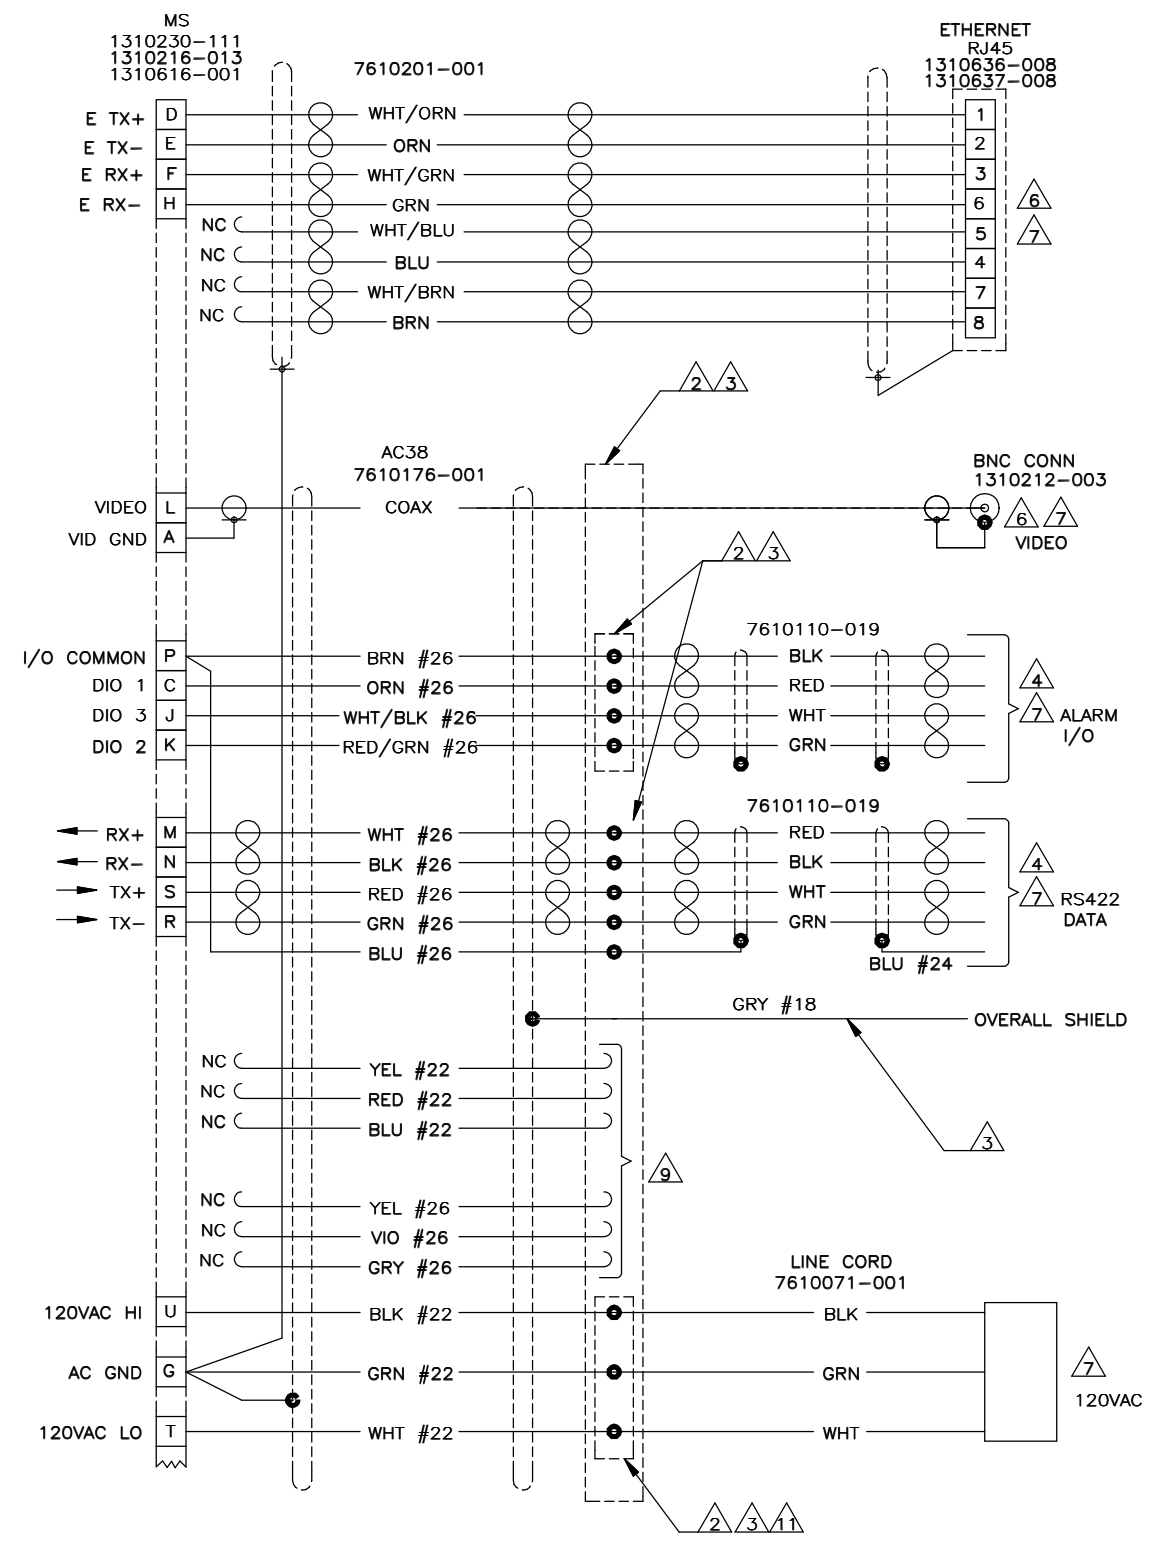 MS
1310230-111
1310216-013
1310616-001
7610201-001
ETHERNET
RJ45
1310636-008
1310637-008
E TX+ D WHT/ORN 1
E TX- E ORN 2
E RX+ F WHT/GRN 3
E RX- H GRN 6
NC WHT/BLU 5
NC BLU 4
NC WHT/BRN 7
NC BRN 8
6
7
2 3
AC38
7610176-001
BNC CONN
1310212-003
VIDEO L COAX
VID GND A
6 7
VIDEO
2 3
7610110-019
I/O COMMON P BRN #26 BLK
DIO 1 C ORN #26 RED
DIO 3 J WHT/BLK #26 WHT
DIO 2 K RED/GRN #26 GRN
4
7 ALARM
I/O
7610110-019
RX+ M WHT #26 RED
RX- N BLK #26 BLK
TX+ S RED #26 WHT
TX- R GRN #26 GRN
BLU #26
BLU #24
4
7 RS422
DATA
GRY #18
OVERALL SHIELD
3
NC YEL #22
NC RED #22
NC BLU #22
9
NC YEL #26
NC VIO #26
NC GRY #26
LINE CORD
7610071-001
120VAC HI U BLK #22 BLK
AC GND G GRN #22 GRN
7
120VAC
120VAC LO T WHT #22 WHT
2 3 11